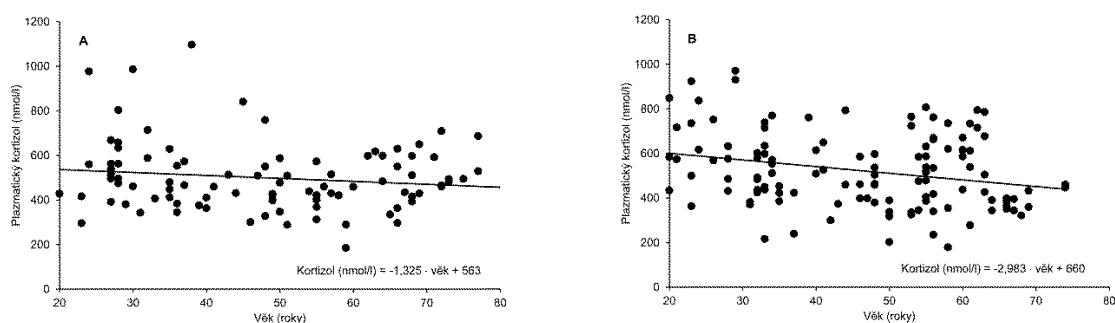 A
1200
1000
800
600
400
200
0
Plazmatický kortizol (nmol/l)
Kortizol (nmol/l) = -1,325 · věk + 563
20 30 40 50 60 70 80
Věk (roky)
B
1200
1000
800
600
400
200
0
Plazmatický kortizol (nmol/l)
Kortizol (nmol/l) =-2,983 · věk + 660
20 30 40 50 60 70 80
Věk (roky)